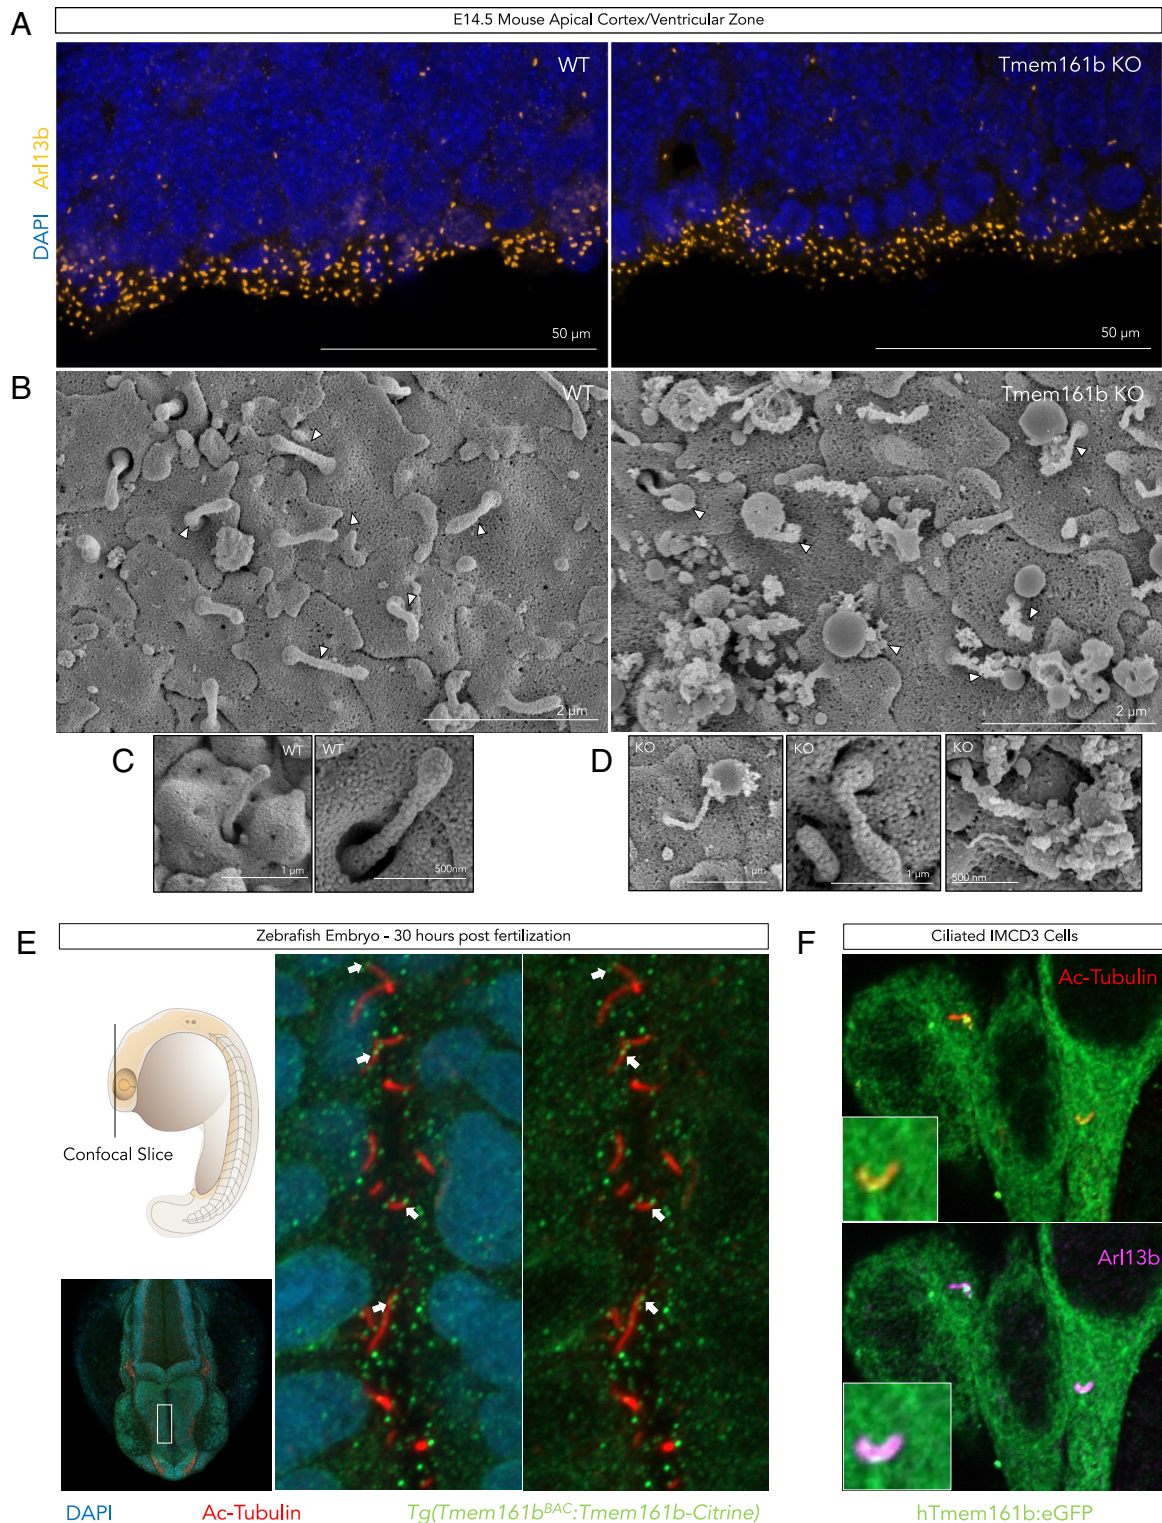 A
E14.5 Mouse Apical Cortex/Ventricular Zone
DAPI Arl13b
WT
Tmem161b KO
50 µm
50 µm
B
WT
Tmem161b KO
2 µm
2 µm
C
WT
1 µm
WT
500nm
D
KO
1 µm
KO
1 µm
KO
500 nm
E
Zebrafish Embryo - 30 hours post fertilization
Confocal Slice
DAPI
Ac-Tubulin
Tg(Tmem161b^BAC:Tmem161b-Citrine)
F
Ciliated IMCD3 Cells
Ac-Tubulin
Arl13b
hTmem161b:eGFP